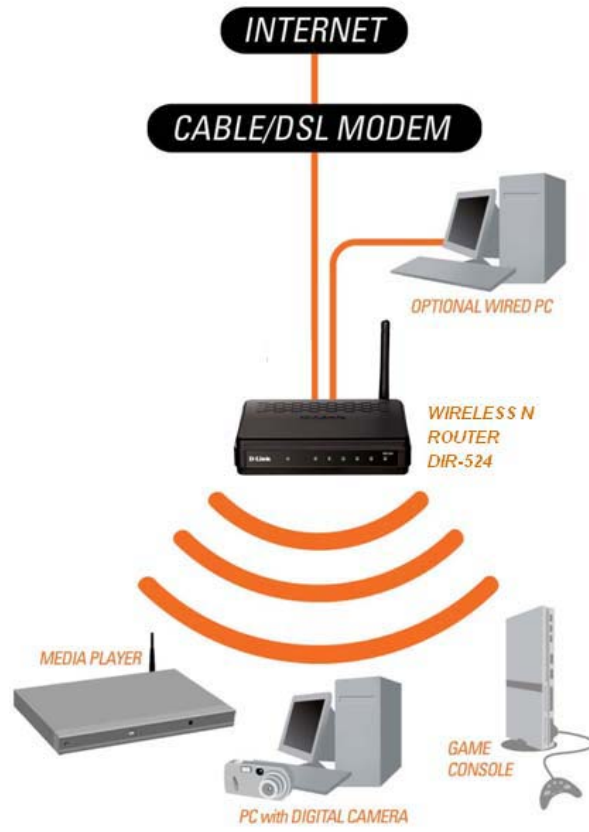 INTERNET
CABLE/DSL MODEM
OPTIONAL WIRED PC
WIRELESS N
ROUTER
DIR-524
D-Link
MEDIA PLAYER
GAME
CONSOLE
PC with DIGITAL CAMERA